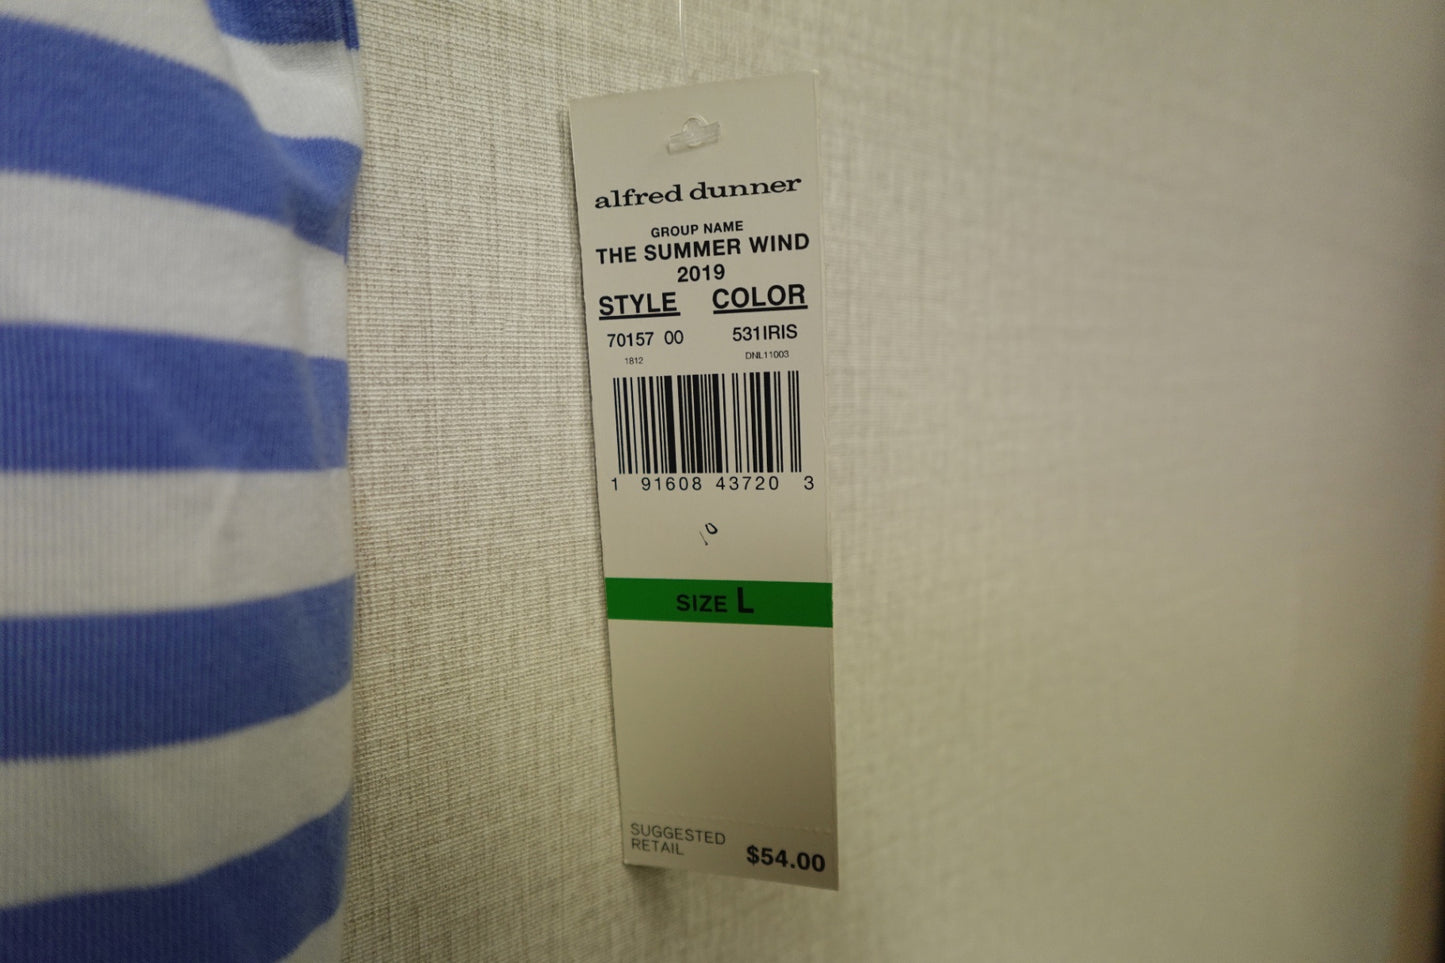 alfred dunner
GROUP NAME
THE SUMMER WIND
2019
STYLE COLOR
70157 00 531IRIS
1812 DNL11003
1 91608 43720 3
10
SIZE L
SUGGESTED
RETAIL $54.00